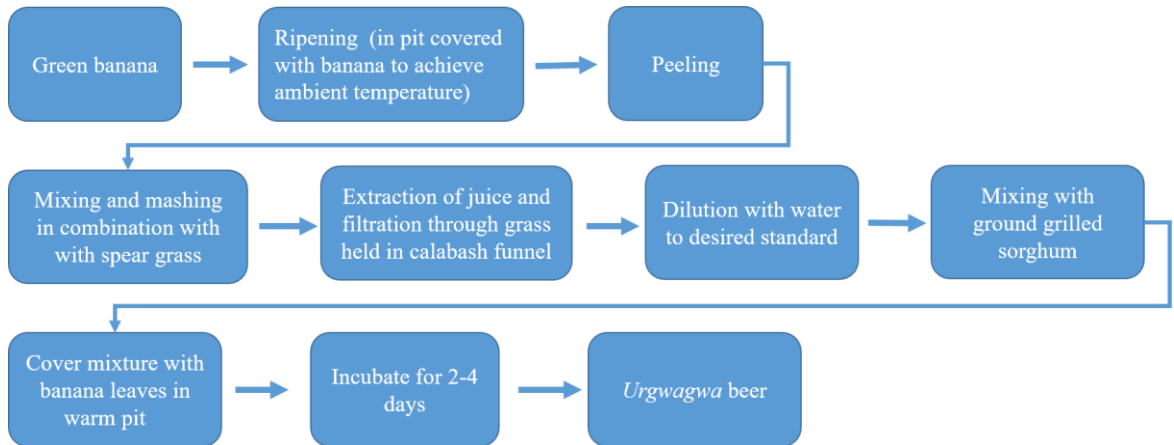 Green banana
Ripening  (in pit covered
with banana to achieve
ambient temperature)
Peeling
Mixing and mashing
in combination with
with spear grass
Extraction of juice and
filtration through grass
held in calabash funnel
Dilution with water
to desired standard
Mixing with
ground grilled
sorghum
Cover mixture with
banana leaves in
warm pit
Incubate for 2-4
days
Urgwagwa beer